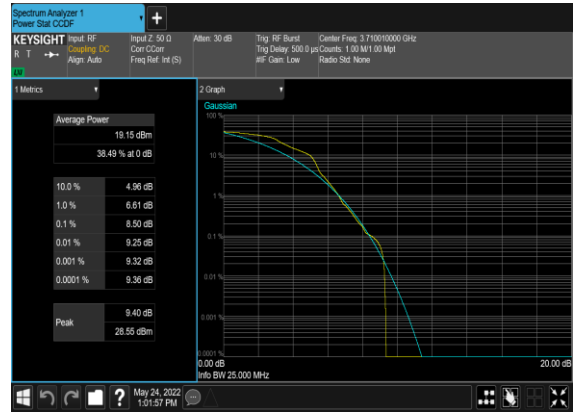 Spectrum Analyzer 1
Power Stat CCDF
+
KEYSIGHT
R T
LXI
Input: RF
Coupling: DC
Align: Auto
Input Z: 50 Ω
Corr CCorr
Freq Ref: Int (S)
Atten: 30 dB
Trig: RF Burst
Trig Delay: 500.0 µs
#IF Gain: Low
Center Freq: 3.710010000 GHz
Counts: 1.00 M/1.00 Mpt
Radio Std: None
1 Metrics
Average Power
19.15 dBm
38.49 % at 0 dB
10.0 % 4.96 dB
1.0 % 6.61 dB
0.1 % 8.50 dB
0.01 % 9.25 dB
0.001 % 9.32 dB
0.0001 % 9.36 dB
Peak
9.40 dB
28.55 dBm
2 Graph
Gaussian
100 %
10 %
1 %
0.1 %
0.01 %
0.001 %
0.0001 %
0.00 dB
20.00 dB
Info BW 25.000 MHz
?
May 24, 2022
1:01:57 PM